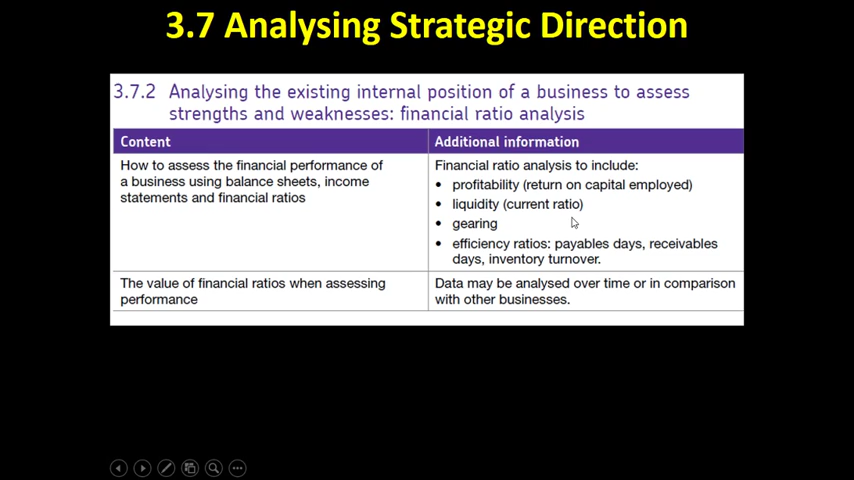 3.7 Analysing Strategic Direction
3.7.2 Analysing the existing internal position of a business to assess
strengths and weaknesses: financial ratio analysis
Content
Additional information
How to assess the financial performance of
a business using balance sheets, income
statements and financial ratios
Financial ratio analysis to include:
• profitability (return on capital employed)
• liquidity (current ratio)
• gearing
• efficiency ratios: payables days, receivables
days, inventory turnover.
The value of financial ratios when assessing
performance
Data may be analysed over time or in comparison
with other businesses.